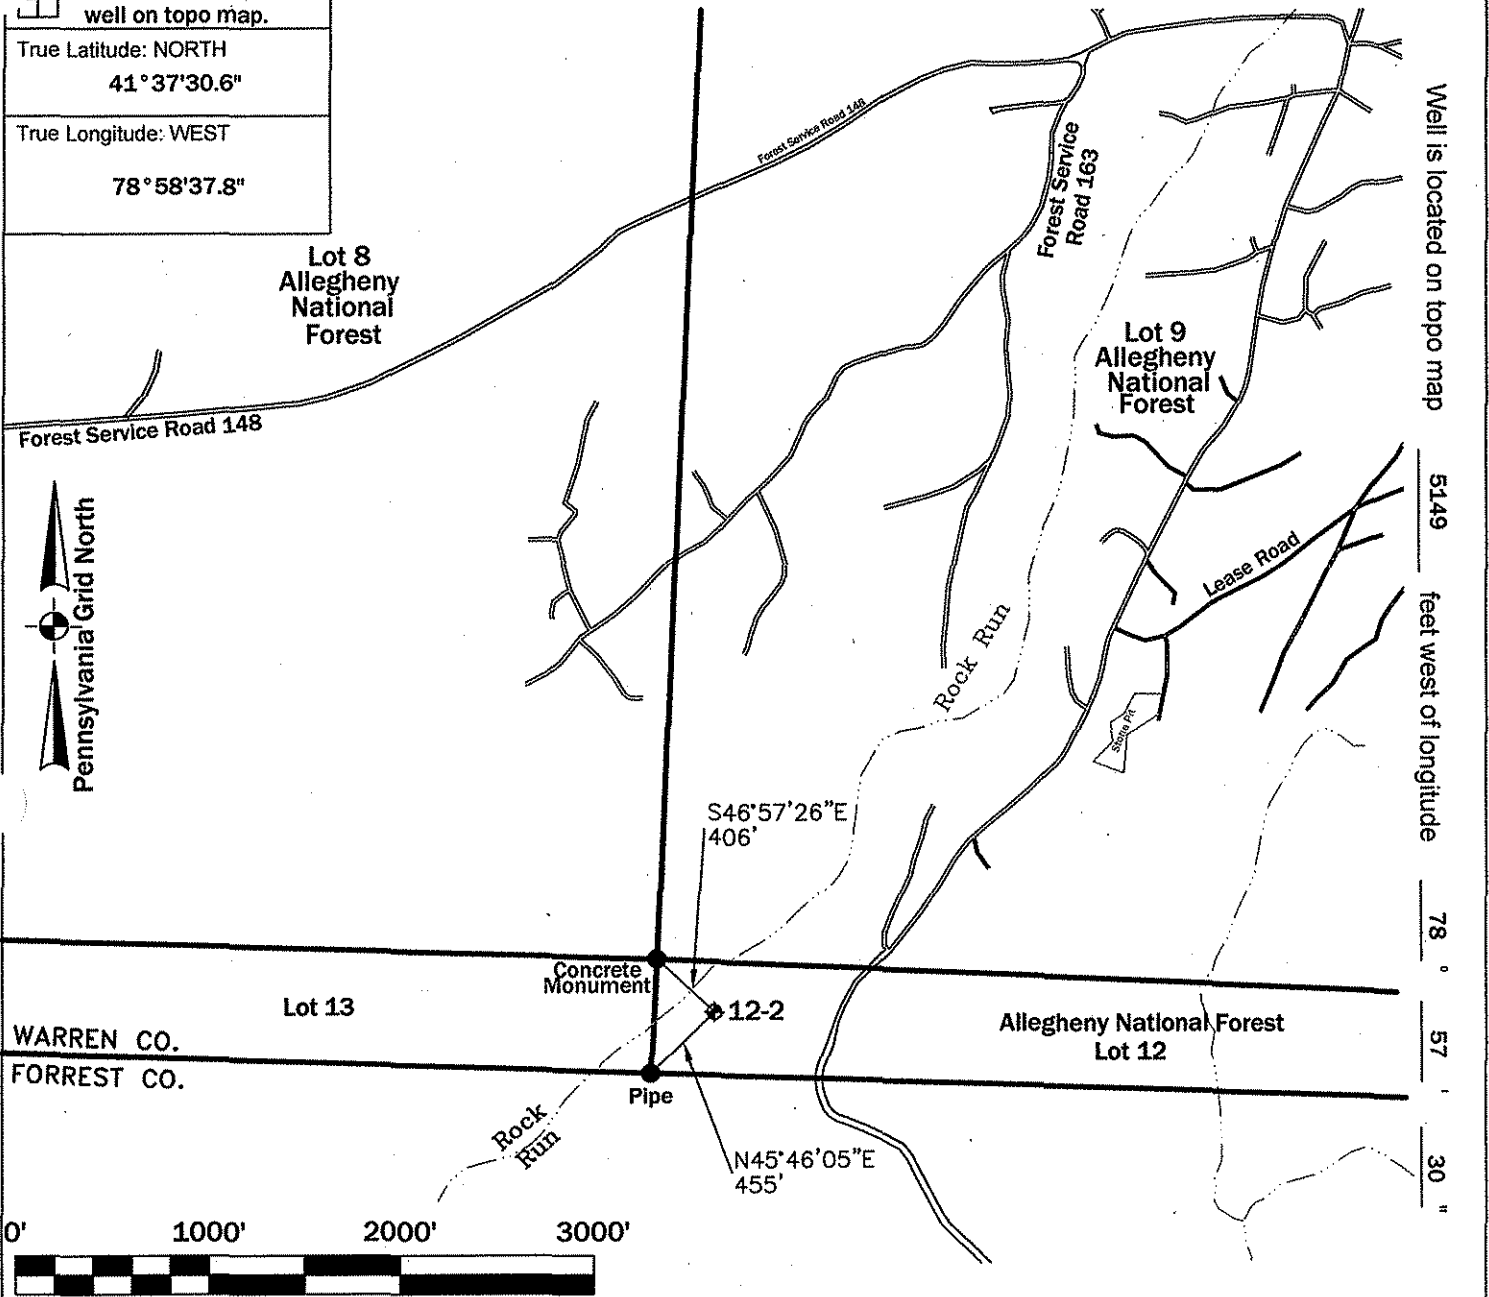 well on topo map.
True Latitude: NORTH
41°37'30.6"
True Longitude: WEST
78°58'37.8"
Lot 8
Allegheny
National
Forest
Forest Service Road 148
Forest Service Road 148
Forest Service
Road 163
Lot 9
Allegheny
National
Forest
Well is located on topo map 5149 feet west of longitude 78 ° 57 ' 30 "
Pennsylvania Grid North
Lease Road
Rock Run
Stone Pit
S46°57'26"E
406'
Concrete
Monument
12-2
Lot 13
Allegheny National Forest
Lot 12
WARREN CO.
FORREST CO.
Pipe
Rock
Run
N45°46'05"E
455'
0' 1000' 2000' 3000'